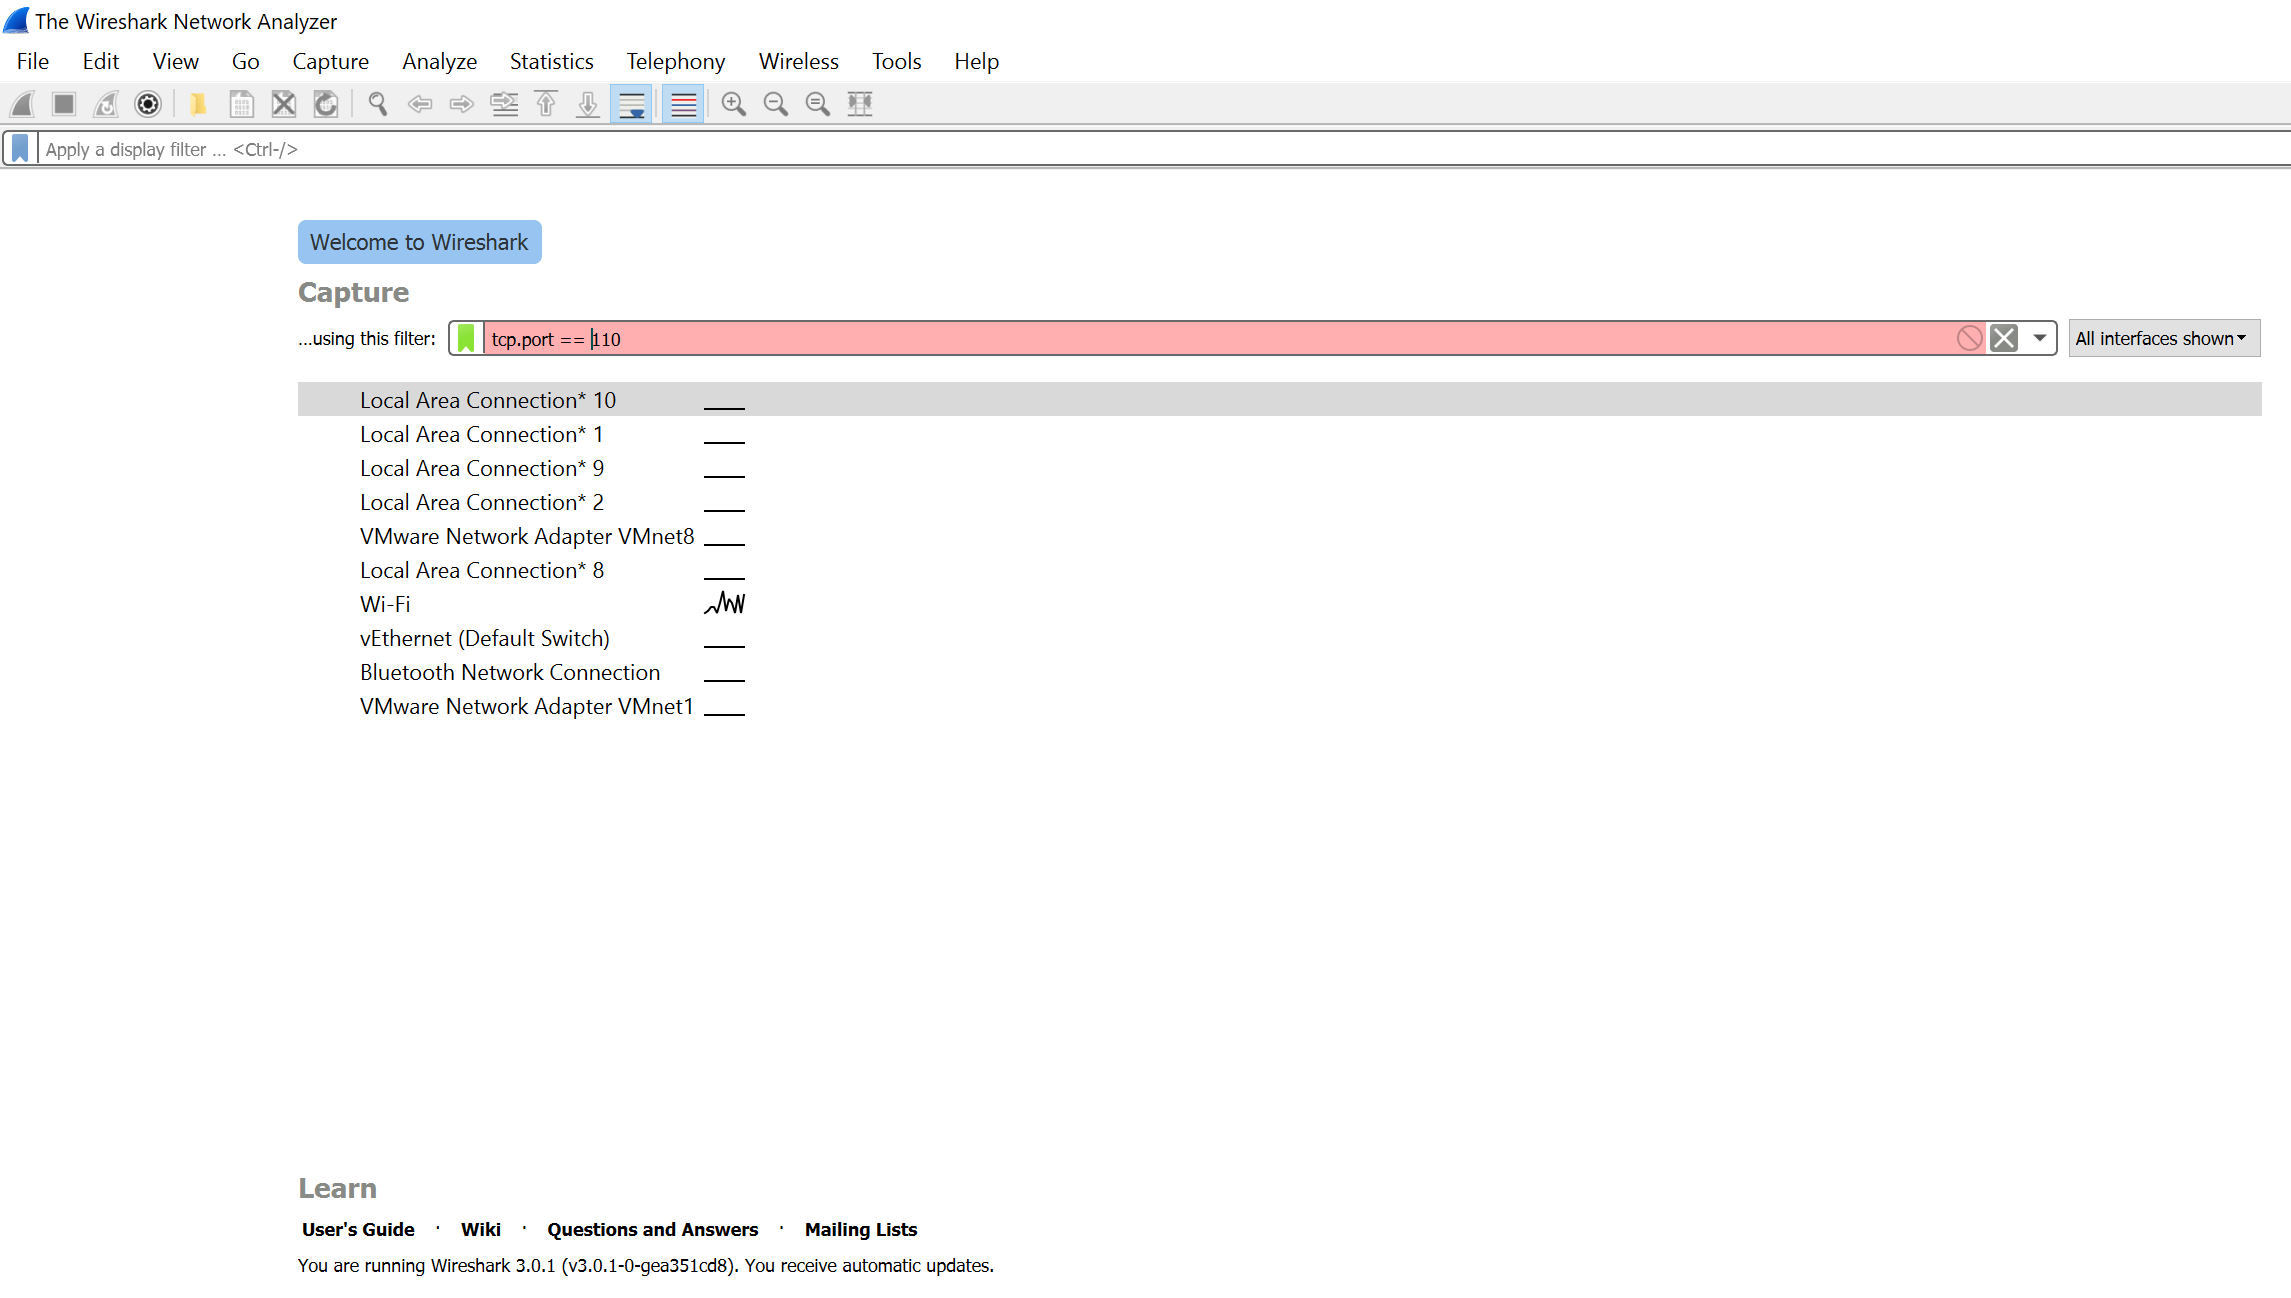 The Wireshark Network Analyzer
File Edit View Go Capture Analyze Statistics Telephony Wireless Tools Help
Apply a display filter ... <Ctrl-/>
Welcome to Wireshark
Capture
...using this filter: tcp.port == 110 All interfaces shown
Local Area Connection* 10
Local Area Connection* 1
Local Area Connection* 9
Local Area Connection* 2
VMware Network Adapter VMnet8
Local Area Connection* 8
Wi-Fi
vEthernet (Default Switch)
Bluetooth Network Connection
VMware Network Adapter VMnet1
Learn
User's Guide · Wiki · Questions and Answers · Mailing Lists
You are running Wireshark 3.0.1 (v3.0.1-0-gea351cd8). You receive automatic updates.